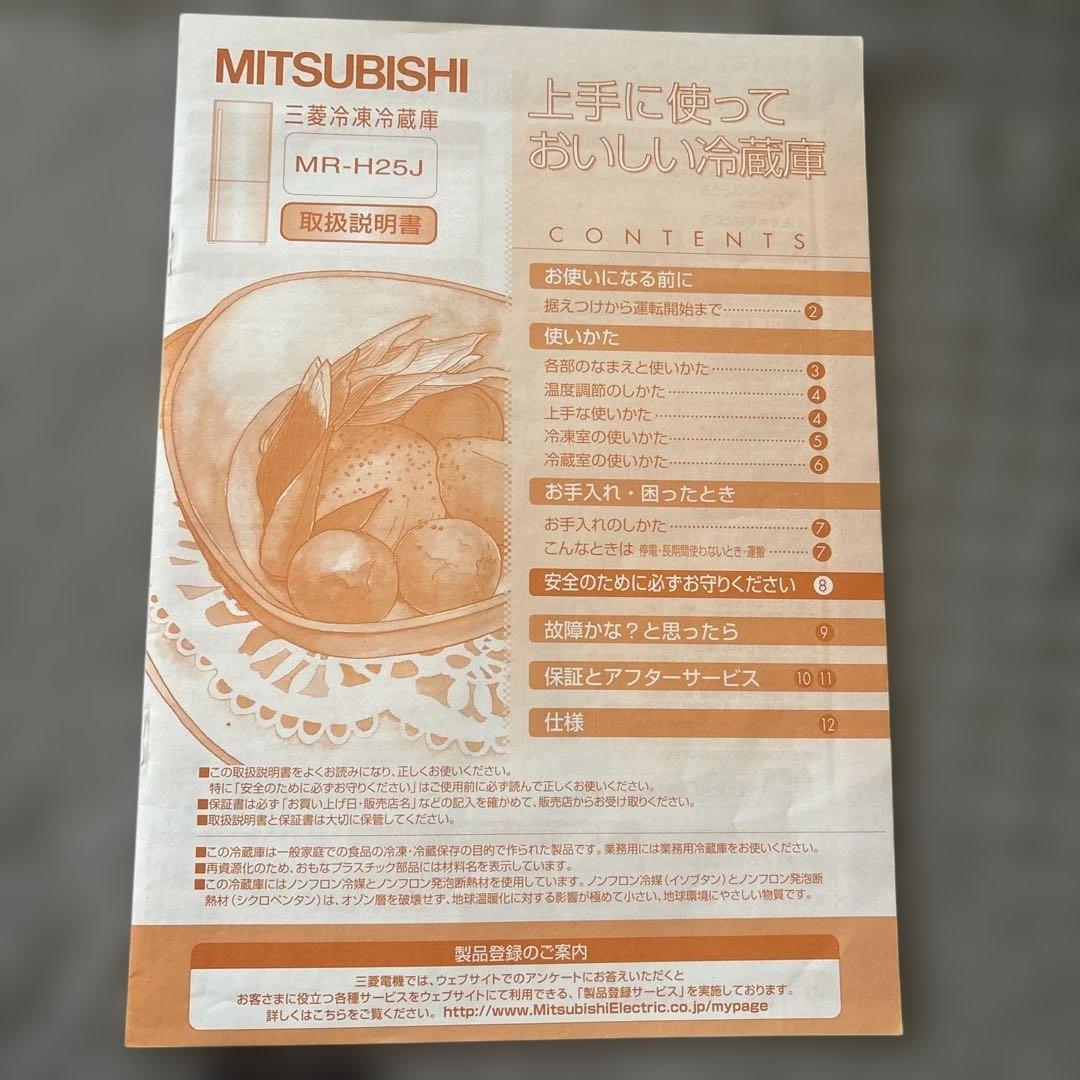 MITSUBISHI
三菱冷凍冷蔵庫
MR-H25J
取扱説明書
上手に使って
おいしい冷蔵庫
CONTENTS
お使いになる前に
据えつけから運転開始まで……………2
使いかた
各部のなまえと使いかた……………3
温度調節のしかた……………4
上手な使いかた……………4
冷凍室の使いかた……………5
冷蔵室の使いかた……………6
お手入れ・困ったとき
お手入れのしかた……………7
こんなときは 停電・長期間使わないとき・運搬………7
安全のために必ずお守りください 8
故障かな？と思ったら 9
保証とアフターサービス 10 11
仕様 12
■この取扱説明書をよくお読みになり、正しくお使いください。
特に「安全のために必ずお守りください」はご使用前に必ず読んで正しくお使いください。
■保証書は必ず「お買い上げ日・販売店名」などの記入を確かめて、販売店からお受け取りください。
■取扱説明書と保証書は大切に保管してください。
■この冷蔵庫は一般家庭での食品の冷凍・冷蔵保存の目的で作られた製品です。業務用には業務用冷蔵庫をお使いください。
■再資源化のため、おもなプラスチック部品には材料名を表示しています。
■この冷蔵庫にはノンフロン冷媒とノンフロン発泡断熱材を使用しています。ノンフロン冷媒（イソブタン）とノンフロン発泡断
熱材（シクロペンタン）は、オゾン層を破壊せず、地球温暖化に対する影響が極めて小さい、地球環境にやさしい物質です。
製品登録のご案内
三菱電機では、ウェブサイトでのアンケートにお答えいただくと
お客さまに役立つ各種サービスをウェブサイトにて利用できる、「製品登録サービス」を実施しております。
詳しくはこちらをご覧ください。 http://www.MitsubishiElectric.co.jp/mypage